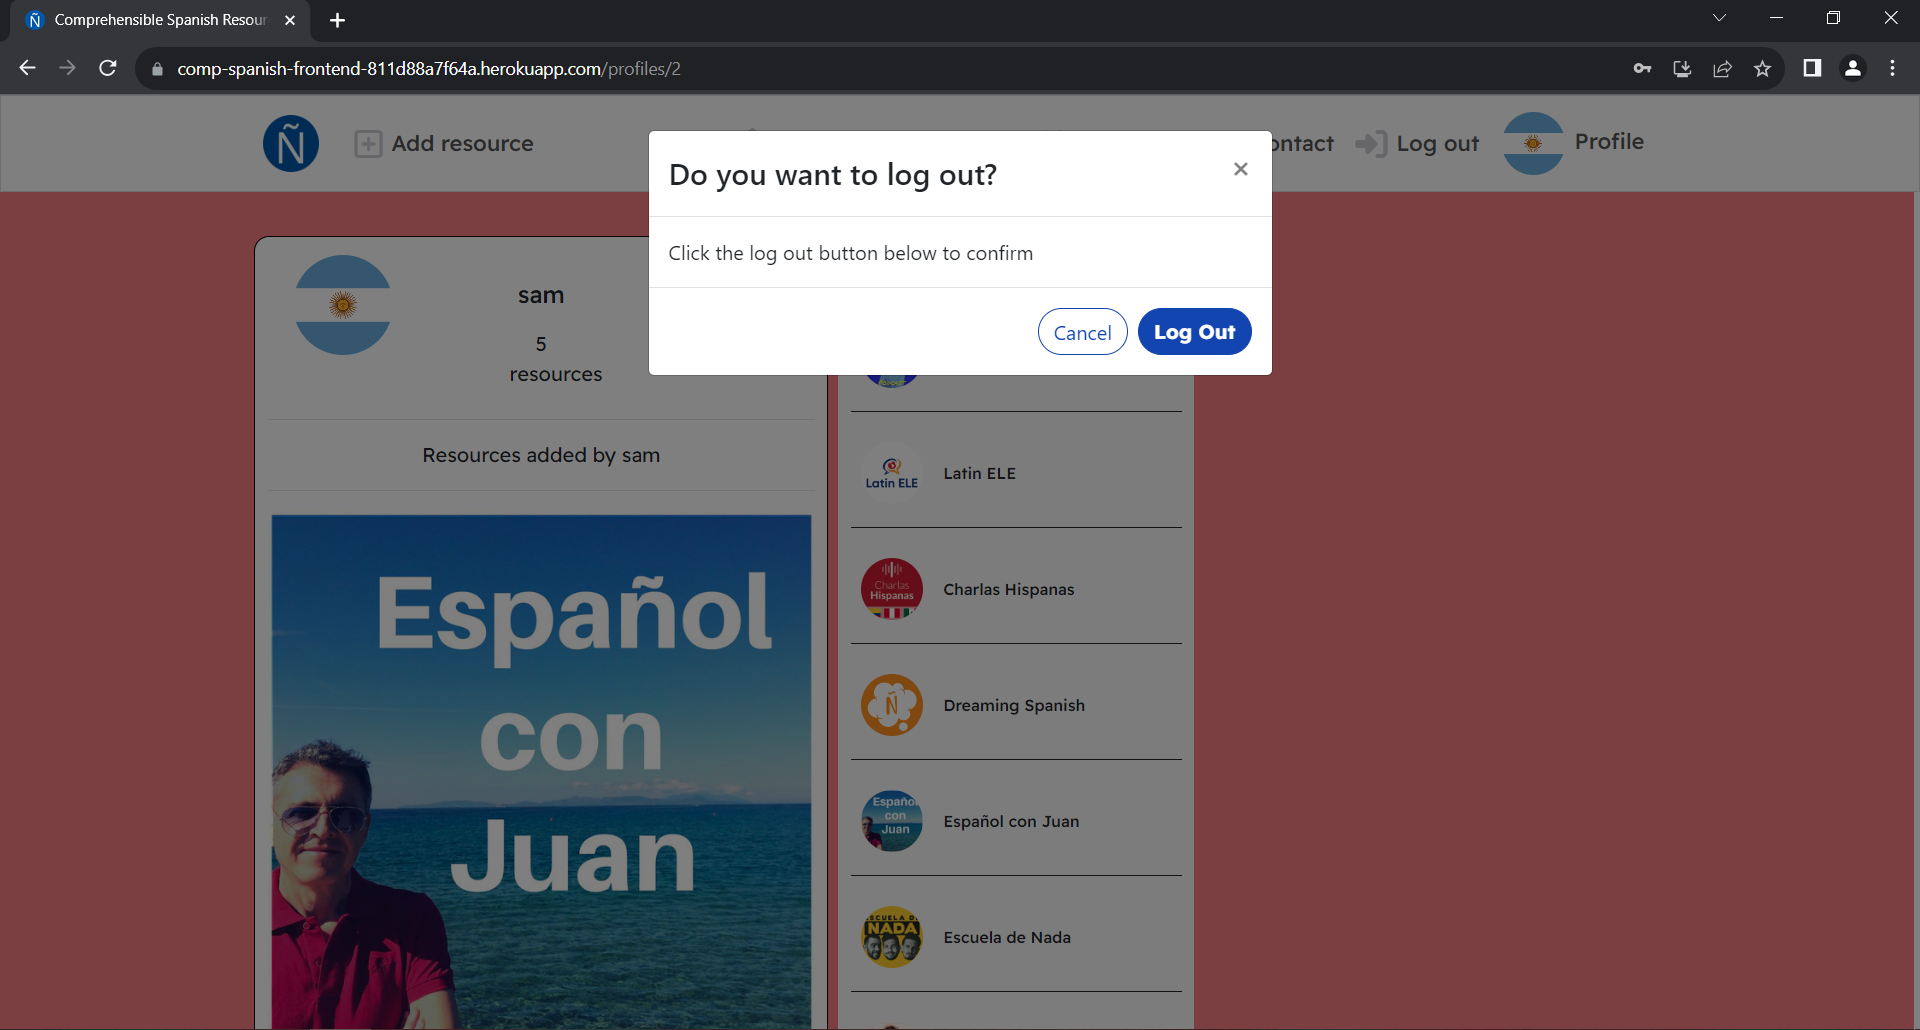 Comprehensible Spanish Resour
comp-spanish-frontend-811d88a7f64a.herokuapp.com/profiles/2
Ñ
Add resource
ontact
Log out
Profile
Do you want to log out?
Click the log out button below to confirm
Cancel
Log Out
sam
5
resources
Resources added by sam
Español
con
Juan
Latin ELE
Latin ELE
Charlas
Hispanas
Charlas Hispanas
Ñ
Dreaming Spanish
Español
con
Juan
Español con Juan
ESCUELA DE
NADA
Escuela de Nada